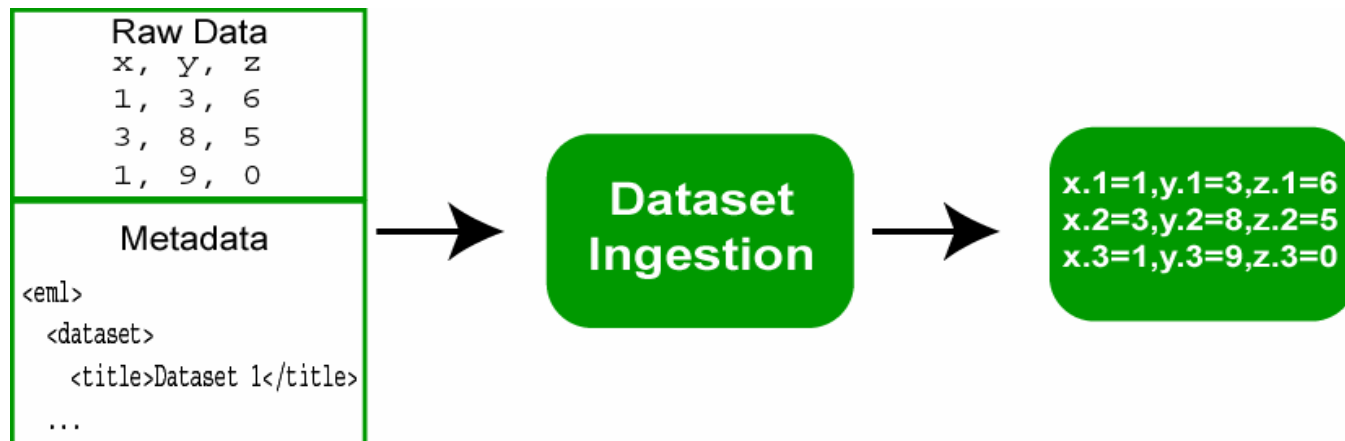 Raw Data
x, y, z
1, 3, 6
3, 8, 5
1, 9, 0
Metadata
<eml>
<dataset>
<title>Dataset 1</title>
...
Dataset
Ingestion
x.1=1,y.1=3,z.1=6
x.2=3,y.2=8,z.2=5
x.3=1,y.3=9,z.3=0